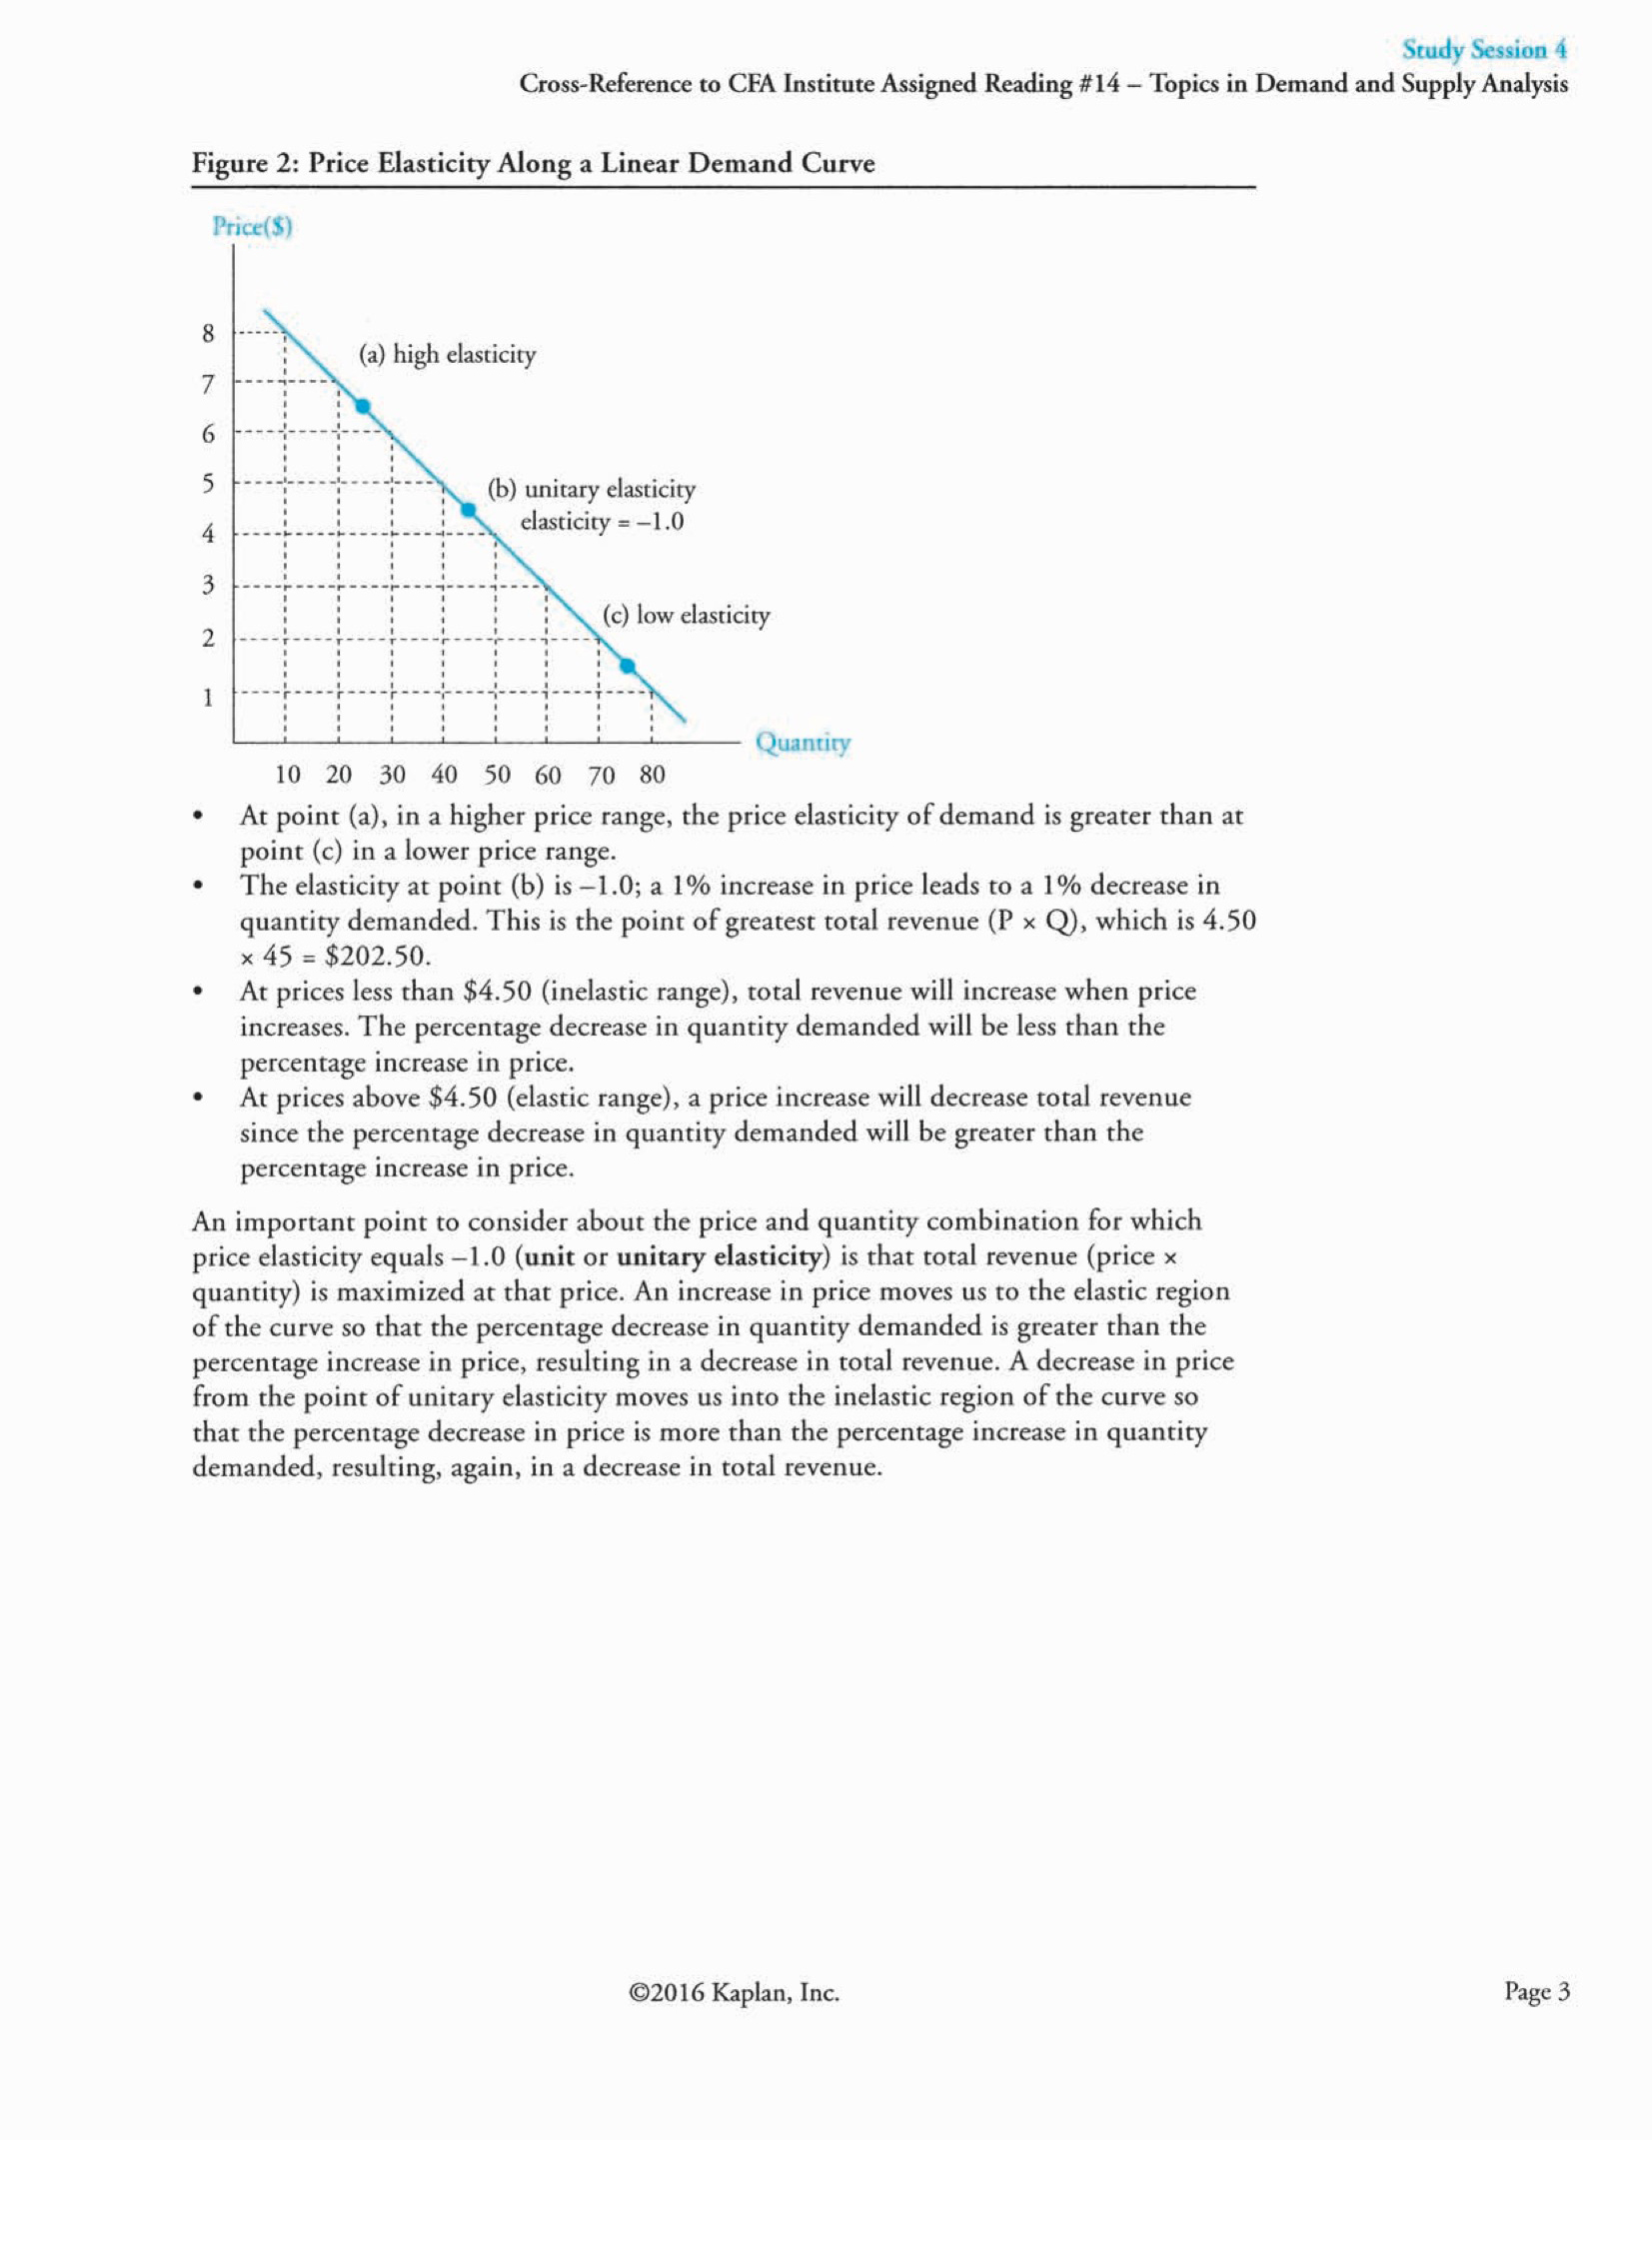 Study Session 4
Cross-Reference to CFA Institute Assigned Reading #14 – Topics in Demand and Supply Analysis
Figure 2: Price Elasticity Along a Linear Demand Curve
Price($)
8
(a) high elasticity
7
6
5
(b) unitary elasticity
elasticity = –1.0
4
3
(c) low elasticity
2
1
Quantity
10 20 30 40 50 60 70 80
• At point (a), in a higher price range, the price elasticity of demand is greater than at
point (c) in a lower price range.
• The elasticity at point (b) is –1.0; a 1% increase in price leads to a 1% decrease in
quantity demanded. This is the point of greatest total revenue (P × Q), which is 4.50
× 45 = $202.50.
• At prices less than $4.50 (inelastic range), total revenue will increase when price
increases. The percentage decrease in quantity demanded will be less than the
percentage increase in price.
• At prices above $4.50 (elastic range), a price increase will decrease total revenue
since the percentage decrease in quantity demanded will be greater than the
percentage increase in price.
An important point to consider about the price and quantity combination for which
price elasticity equals –1.0 (unit or unitary elasticity) is that total revenue (price ×
quantity) is maximized at that price. An increase in price moves us to the elastic region
of the curve so that the percentage decrease in quantity demanded is greater than the
percentage increase in price, resulting in a decrease in total revenue. A decrease in price
from the point of unitary elasticity moves us into the inelastic region of the curve so
that the percentage decrease in price is more than the percentage increase in quantity
demanded, resulting, again, in a decrease in total revenue.
©2016 Kaplan, Inc.
Page 3